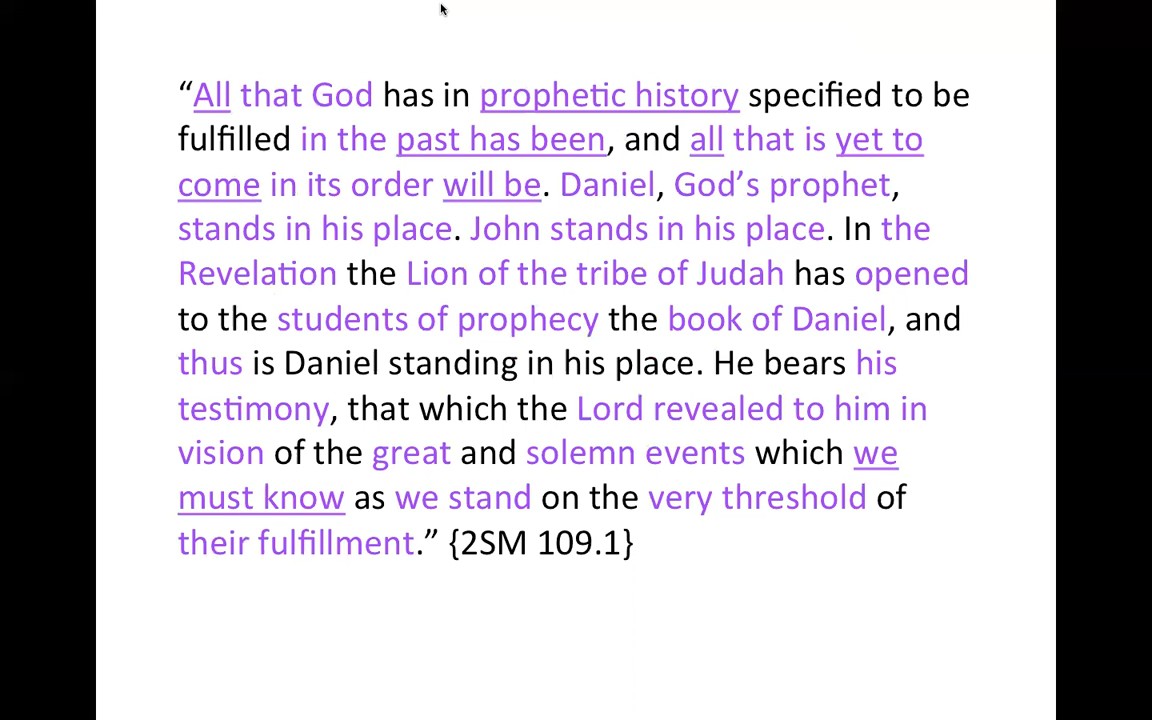 “All that God has in prophetic history specified to be
fulfilled in the past has been, and all that is yet to
come in its order will be. Daniel, God’s prophet,
stands in his place. John stands in his place. In the
Revelation the Lion of the tribe of Judah has opened
to the students of prophecy the book of Daniel, and
thus is Daniel standing in his place. He bears his
testimony, that which the Lord revealed to him in
vision of the great and solemn events which we
must know as we stand on the very threshold of
their fulfillment.” {2SM 109.1}